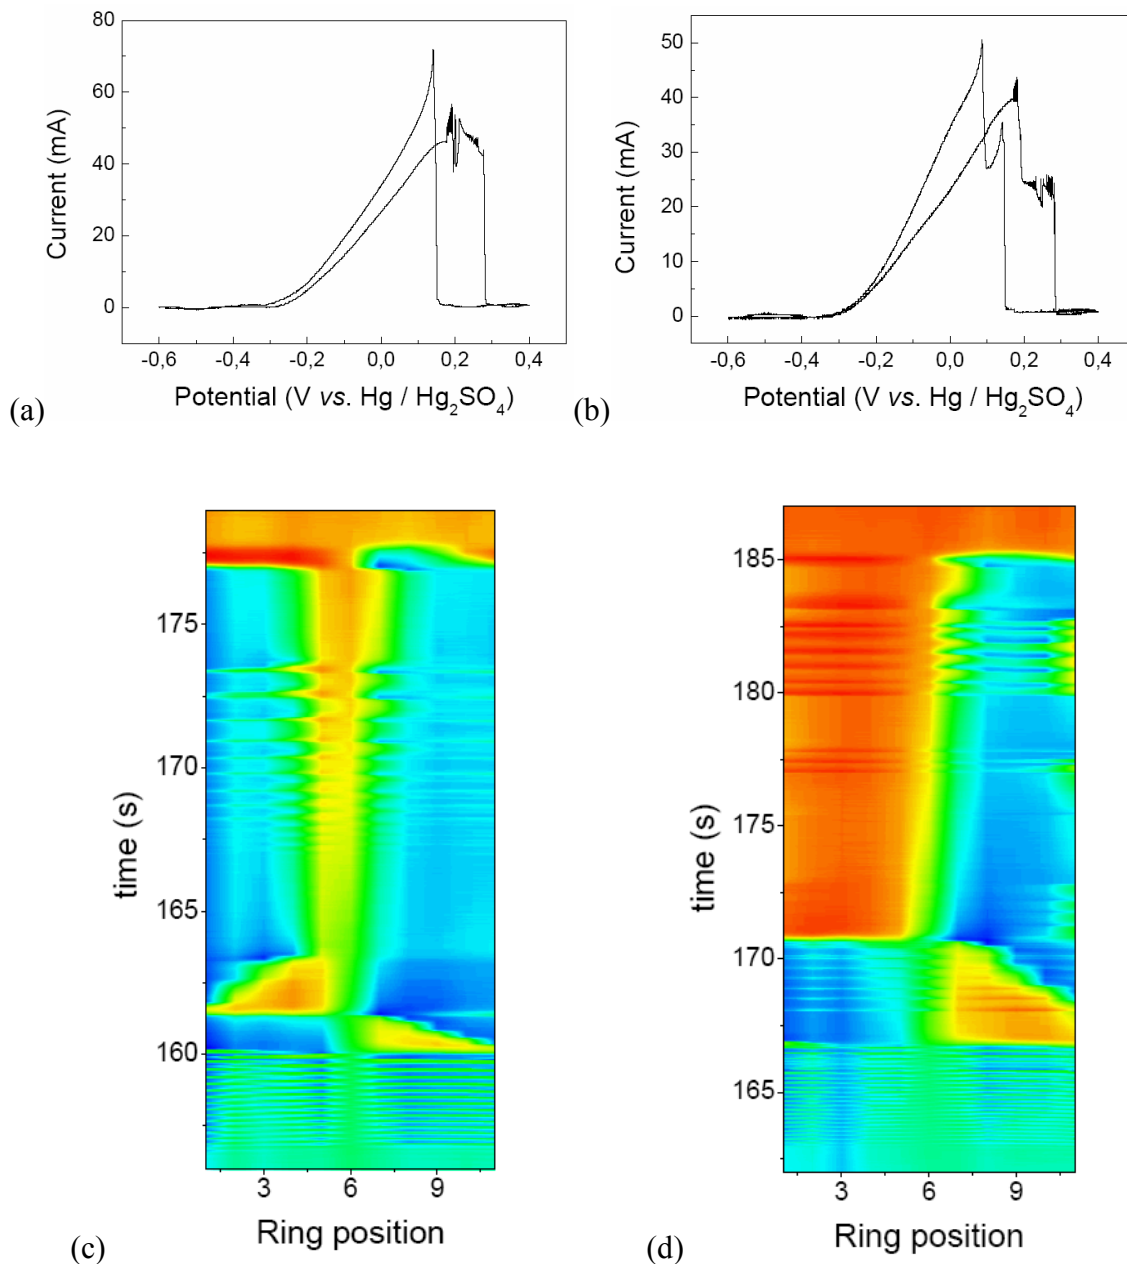 80
60
40
20
0
Current (mA)
-0,6 -0,4 -0,2 0,0 0,2 0,4
Potential (V vs. Hg / Hg₂SO₄)
(a)
50
40
30
20
10
0
Current (mA)
-0,6 -0,4 -0,2 0,0 0,2 0,4
Potential (V vs. Hg / Hg₂SO₄)
(b)
175
170
165
160
time (s)
3 6 9
Ring position
(c)
185
180
175
170
165
time (s)
3 6 9
Ring position
(d)